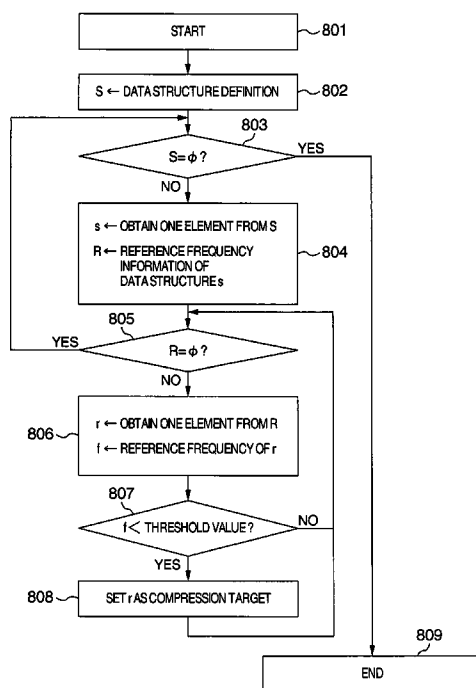 START
801
S ← DATA STRUCTURE DEFINITION
802
803
S = φ ?
YES
NO
s ← OBTAIN ONE ELEMENT FROM S
R ← REFERENCE FREQUENCY
INFORMATION OF
DATA STRUCTURE s
804
805
YES
R = φ ?
NO
806
r ← OBTAIN ONE ELEMENT FROM R
f ← REFERENCE FREQUENCY OF r
807
f < THRESHOLD VALUE ?
NO
YES
808
SET r AS COMPRESSION TARGET
809
END